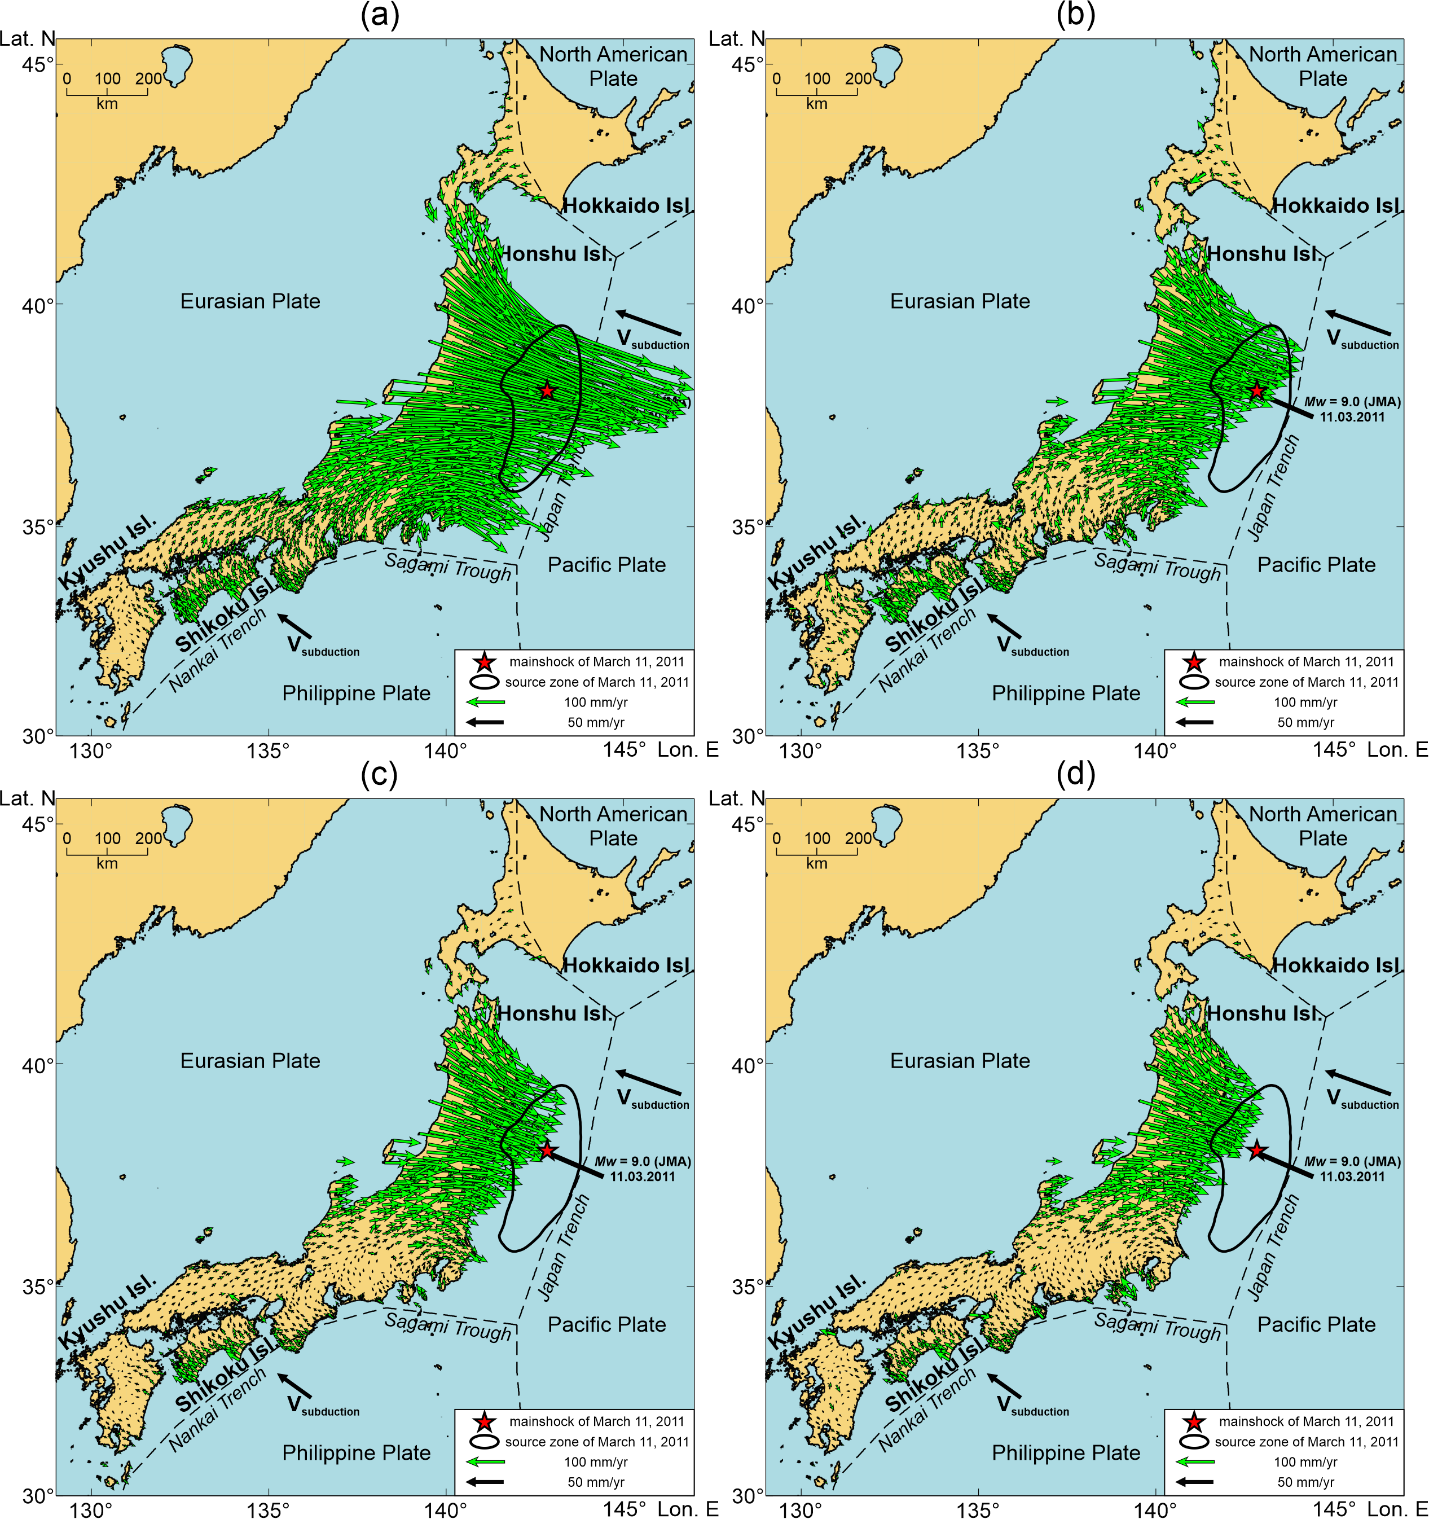 (a)
Lat. N
45°
0 100 200
km
North American
Plate
Hokkaido Isl.
Honshu Isl.
40°
Eurasian Plate
Vsubduction
35°
Kyushu Isl.
Japan
Sagami Trough
Pacific Plate
Shikoku Isl.
Nankai Trench
Vsubduction
Philippine Plate
mainshock of March 11, 2011
source zone of March 11, 2011
100 mm/yr
50 mm/yr
30°
130° 135° 140° 145° Lon. E
(b)
Lat. N
45°
0 100 200
km
North American
Plate
Hokkaido Isl.
Honshu Isl.
40°
Eurasian Plate
Vsubduction
Mw = 9.0 (JMA)
11.03.2011
35°
Kyushu Isl.
Japan Trench
Sagami Trough
Pacific Plate
Shikoku Isl.
Nankai Trench
Vsubduction
Philippine Plate
mainshock of March 11, 2011
source zone of March 11, 2011
100 mm/yr
50 mm/yr
30°
130° 135° 140° 145° Lon. E
(c)
Lat. N
45°
0 100 200
km
North American
Plate
Hokkaido Isl.
Honshu Isl.
40°
Eurasian Plate
Vsubduction
Mw = 9.0 (JMA)
11.03.2011
35°
Kyushu Isl.
Japan Trench
Sagami Trough
Pacific Plate
Shikoku Isl.
Nankai Trench
Vsubduction
Philippine Plate
mainshock of March 11, 2011
source zone of March 11, 2011
100 mm/yr
50 mm/yr
30°
130° 135° 140° 145° Lon. E
(d)
Lat. N
45°
0 100 200
km
North American
Plate
Hokkaido Isl.
Honshu Isl.
40°
Eurasian Plate
Vsubduction
Mw = 9.0 (JMA)
11.03.2011
35°
Kyushu Isl.
Japan Trench
Sagami Trough
Pacific Plate
Shikoku Isl.
Nankai Trench
Vsubduction
Philippine Plate
mainshock of March 11, 2011
source zone of March 11, 2011
100 mm/yr
50 mm/yr
30°
130° 135° 140° 145° Lon. E